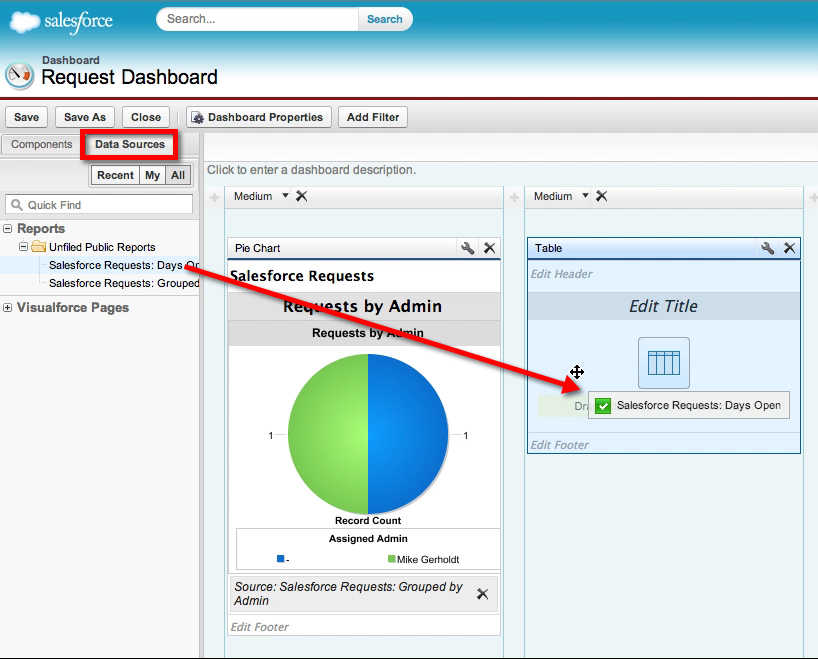 salesforce
Search...
Search
Dashboard
Request Dashboard
Save
Save As
Close
Dashboard Properties
Add Filter
Components
Data Sources
Recent
My
All
Quick Find
Reports
Unfiled Public Reports
Salesforce Requests: Days Or
Salesforce Requests: Grouped
Visualforce Pages
Click to enter a dashboard description.
Medium
Pie Chart
Salesforce Requests
Requests by Admin
Requests by Admin
1
1
Record Count
Assigned Admin
-
Mike Gerholdt
Source: Salesforce Requests: Grouped by
Admin
Edit Footer
Medium
Table
Edit Header
Edit Title
Salesforce Requests: Days Open
Edit Footer